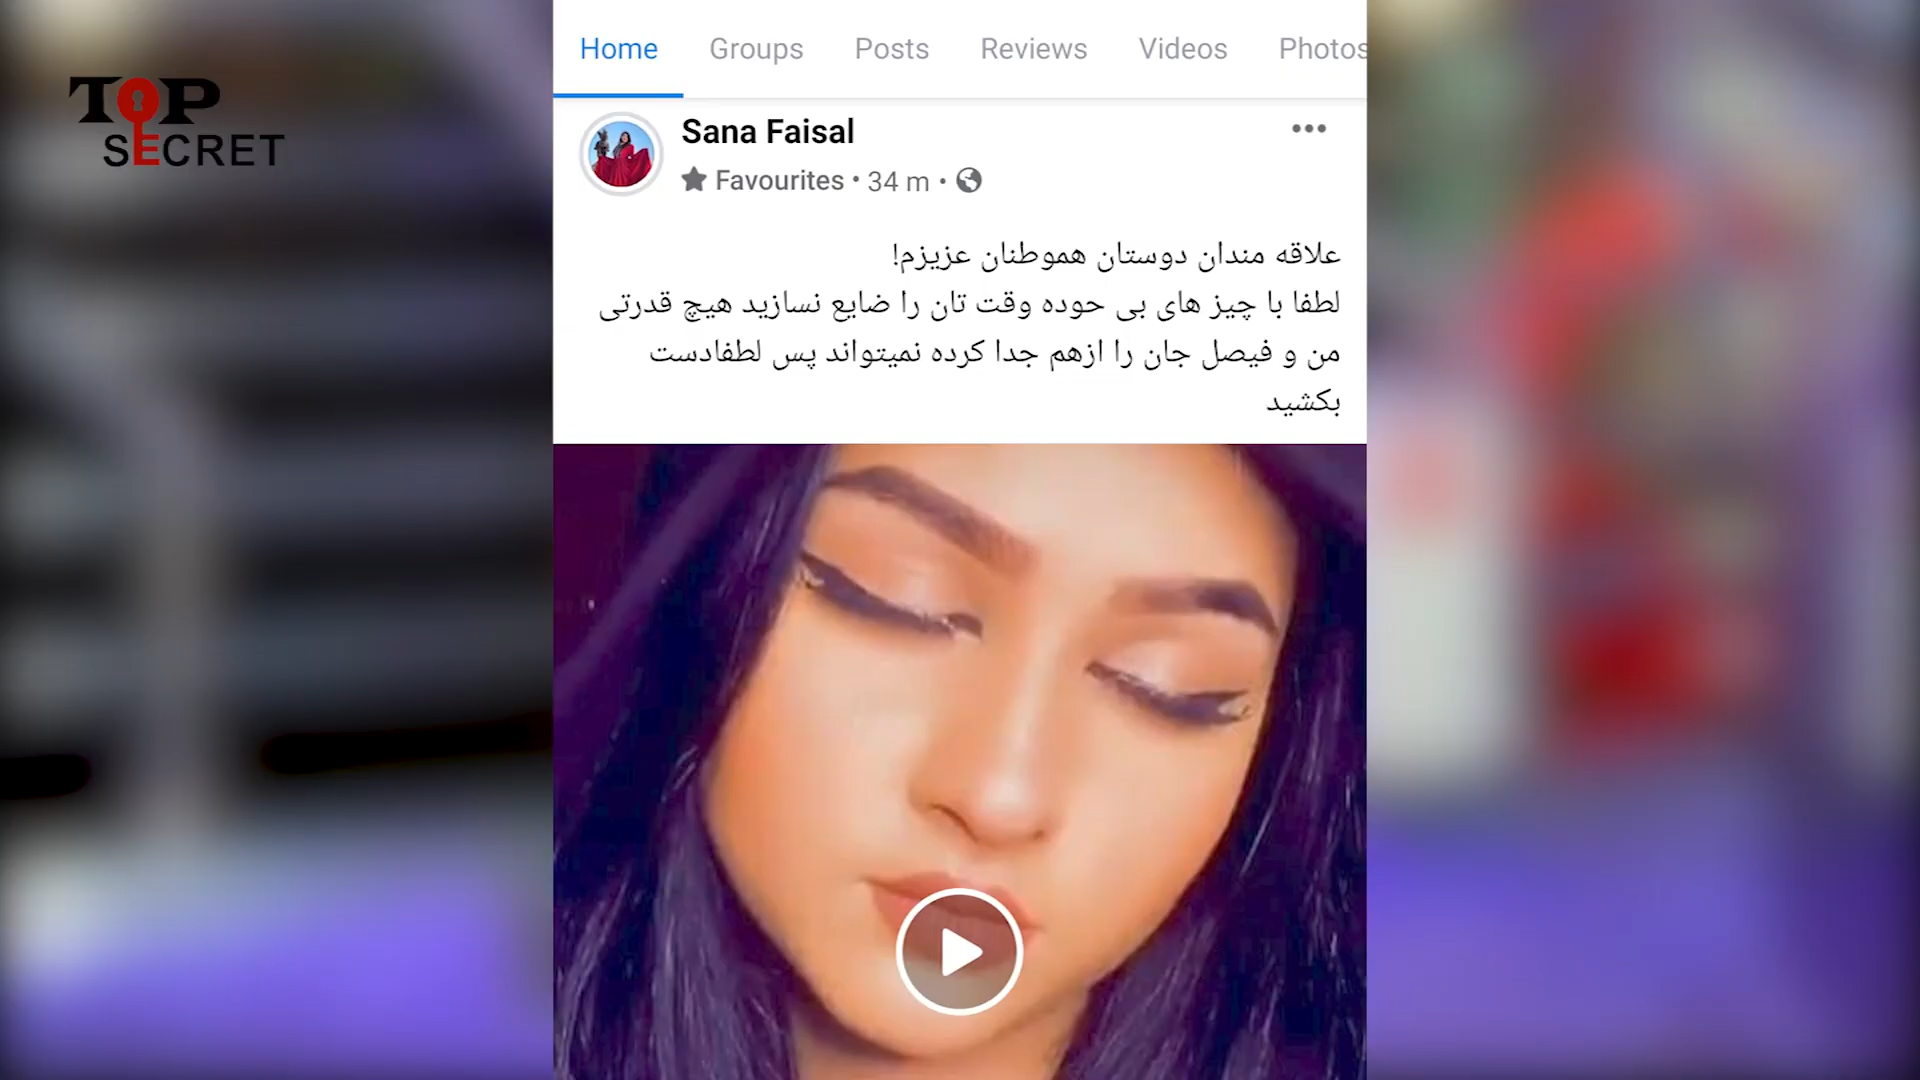 TOP
SECRET
Home Groups Posts Reviews Videos Photos
Sana Faisal
Favourites • 34 m •
علاقه مندان دوستان هموطنان عزیزم!
لطفا با چیز های بی حوده وقت تان را ضایع نسازید هیچ قدرتی
من و فیصل جان را ازهم جدا کرده نمیتواند پس لطفادست
بکشید